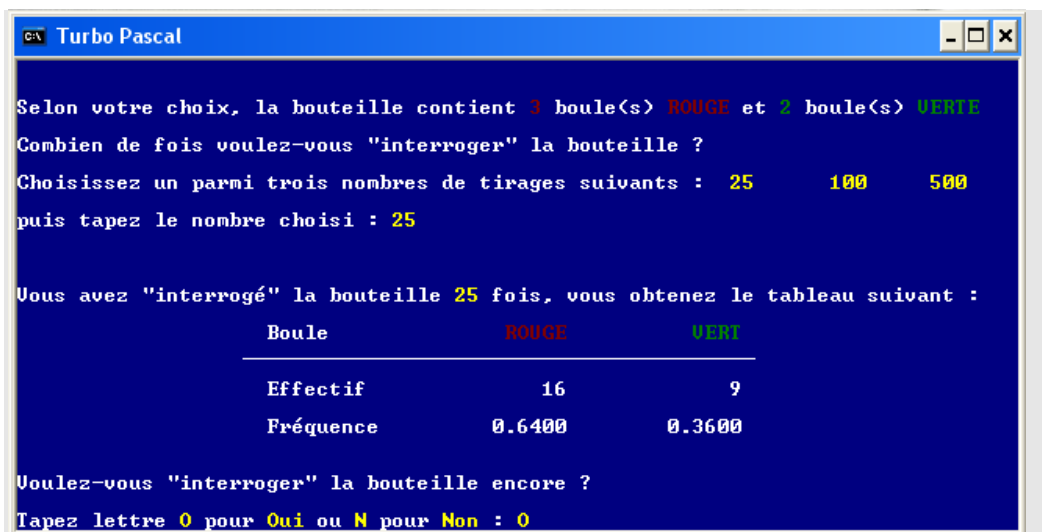 Turbo Pascal
Selon votre choix, la bouteille contient 3 boule(s) ROUGE et 2 boule(s) VERTE
Combien de fois voulez-vous "interroger" la bouteille ?
Choisissez un parmi trois nombres de tirages suivants : 25 100 500
puis tapez le nombre choisi : 25
Vous avez "interrogé" la bouteille 25 fois, vous obtenez le tableau suivant :
Boule ROUGE VERT
Effectif 16 9
Fréquence 0.6400 0.3600
Voulez-vous "interroger" la bouteille encore ?
Tapez lettre O pour Oui ou N pour Non : O